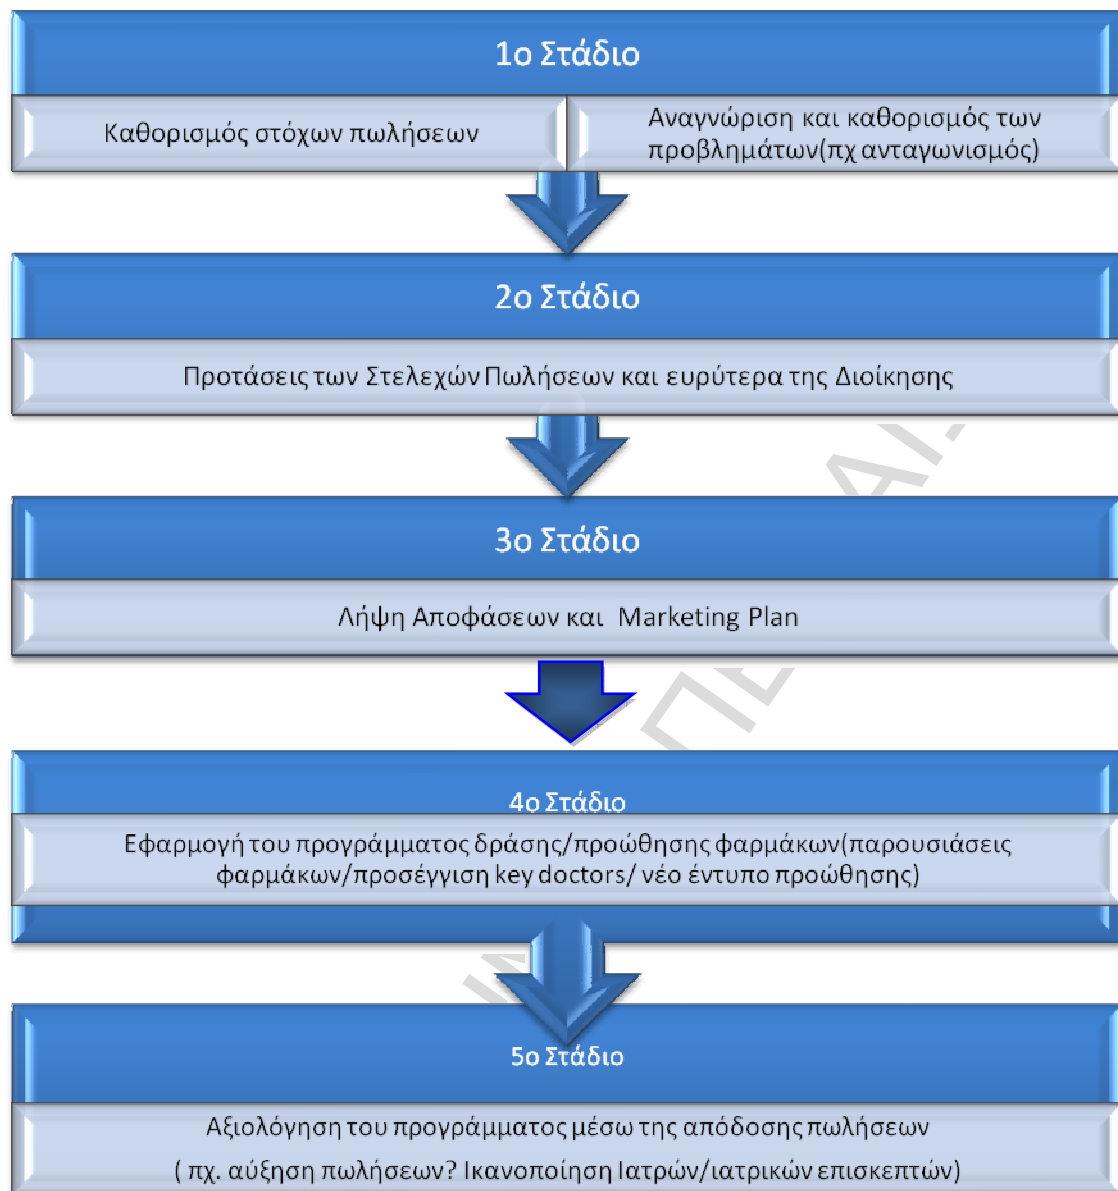 1ο Στάδιο
Καθορισμός στόχων πωλήσεων
Αναγνώριση και καθορισμός των
προβλημάτων(πχ ανταγωνισμός)
2ο Στάδιο
Προτάσεις των Στελεχών Πωλήσεων και ευρύτερα της Διοίκησης
3ο Στάδιο
Λήψη Αποφάσεων και Marketing Plan
4ο Στάδιο
Εφαρμογή του προγράμματος δράσης/προώθησης φαρμάκων(παρουσιάσεις
φαρμάκων/προσέγγιση key doctors/ νέο έντυπο προώθησης)
5ο Στάδιο
Αξιολόγηση του προγράμματος μέσω της απόδοσης πωλήσεων
( πχ. αύξηση πωλήσεων? Ικανοποίηση Ιατρών/ιατρικών επισκεπτών)